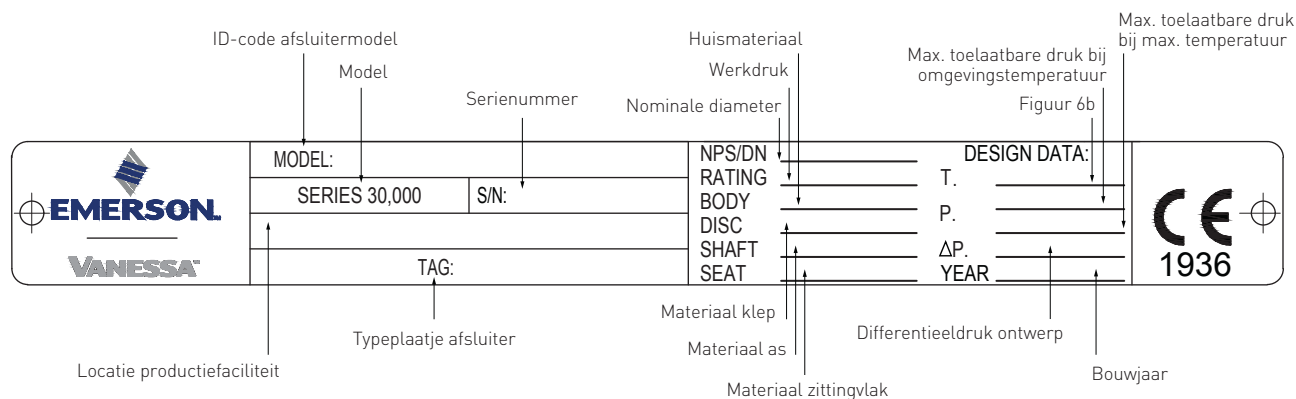 Max. toelaatbare druk
bij max. temperatuur
ID-code afsluitermodel
Huismateriaal
Max. toelaatbare druk bij
omgevingstemperatuur
Model
Werkdruk
Serienummer
Nominale diameter
Figuur 6b
EMERSON.
VANESSA
MODEL:
SERIES 30,000
S/N:
TAG:
NPS/DN
RATING
BODY
DISC
SHAFT
SEAT
DESIGN DATA:
T.
P.
ΔP.
YEAR
CE
1936
Materiaal klep
Typeplaatje afsluiter
Differentieeldruk ontwerp
Materiaal as
Locatie productiefaciliteit
Bouwjaar
Materiaal zittingvlak